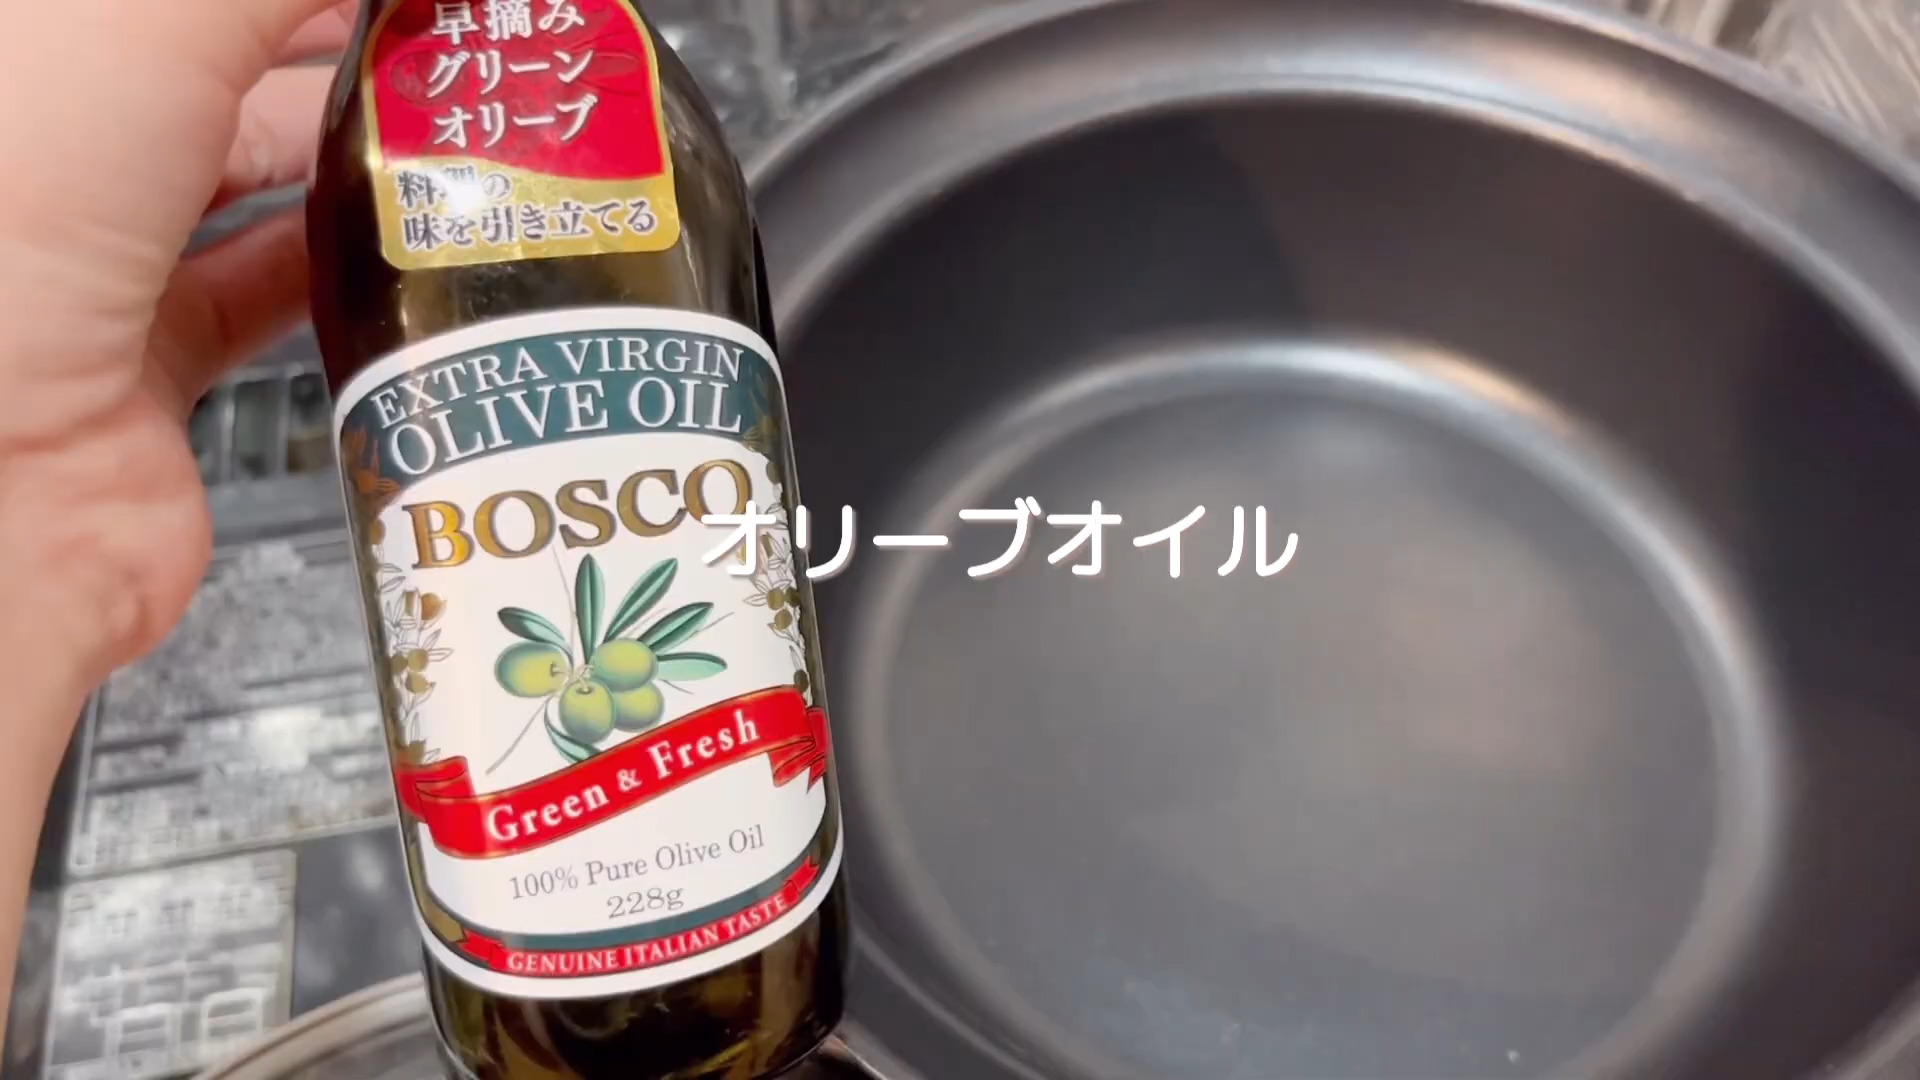 早摘み
グリーン
オリーブ
料理の
味を引き立てる
EXTRA VIRGIN
OLIVE OIL
BOSCO
オリーブオイル
Green & Fresh
100% Pure Olive Oil
228g
GENUINE ITALIAN TASTE